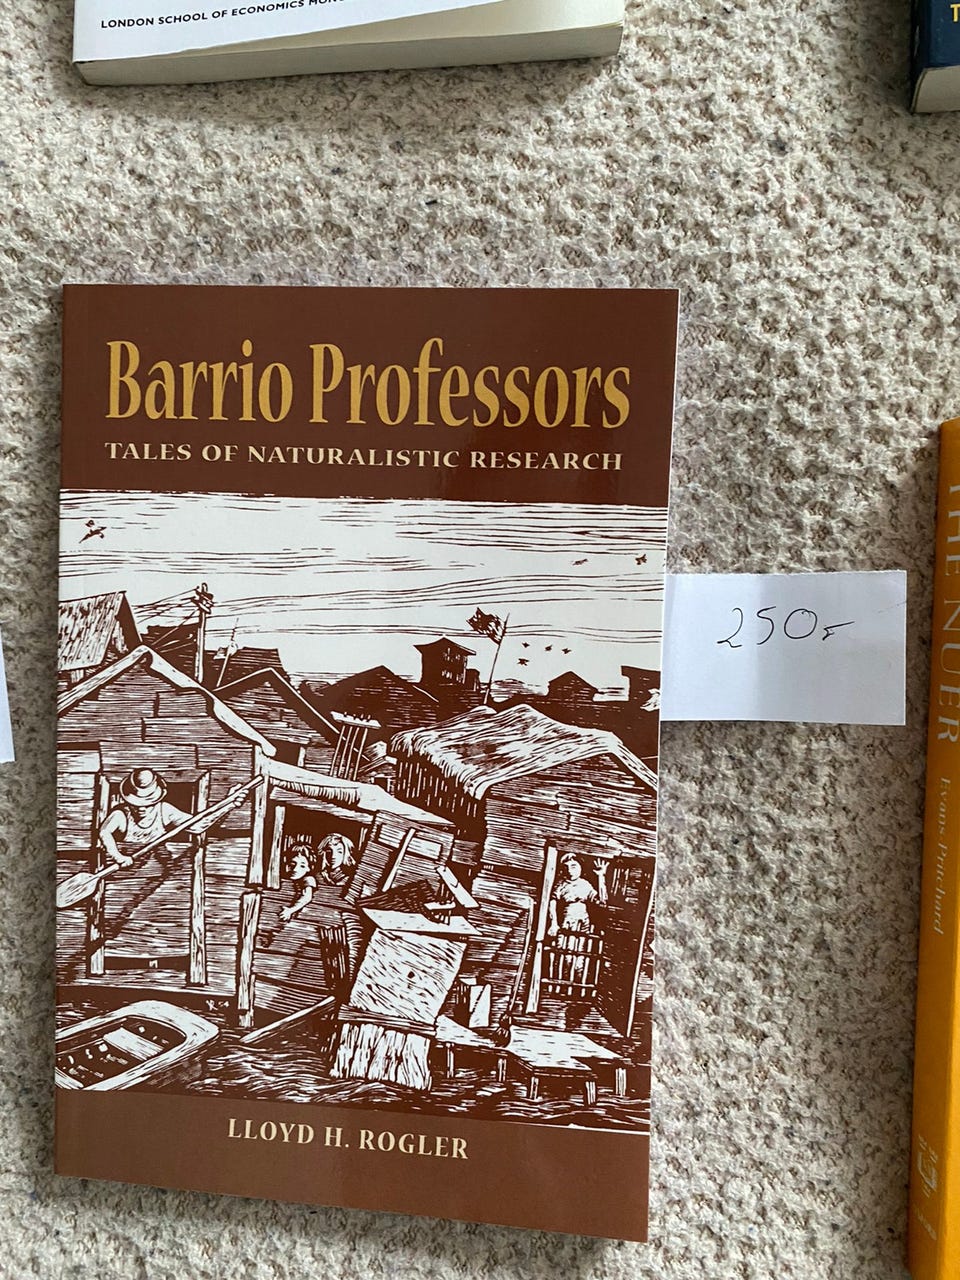 LONDON SCHOOL OF ECONOMICS
Barrio Professors
TALES OF NATURALISTIC RESEARCH
250
THE NUER
Evans-Pritchard
LLOYD H. ROGLER